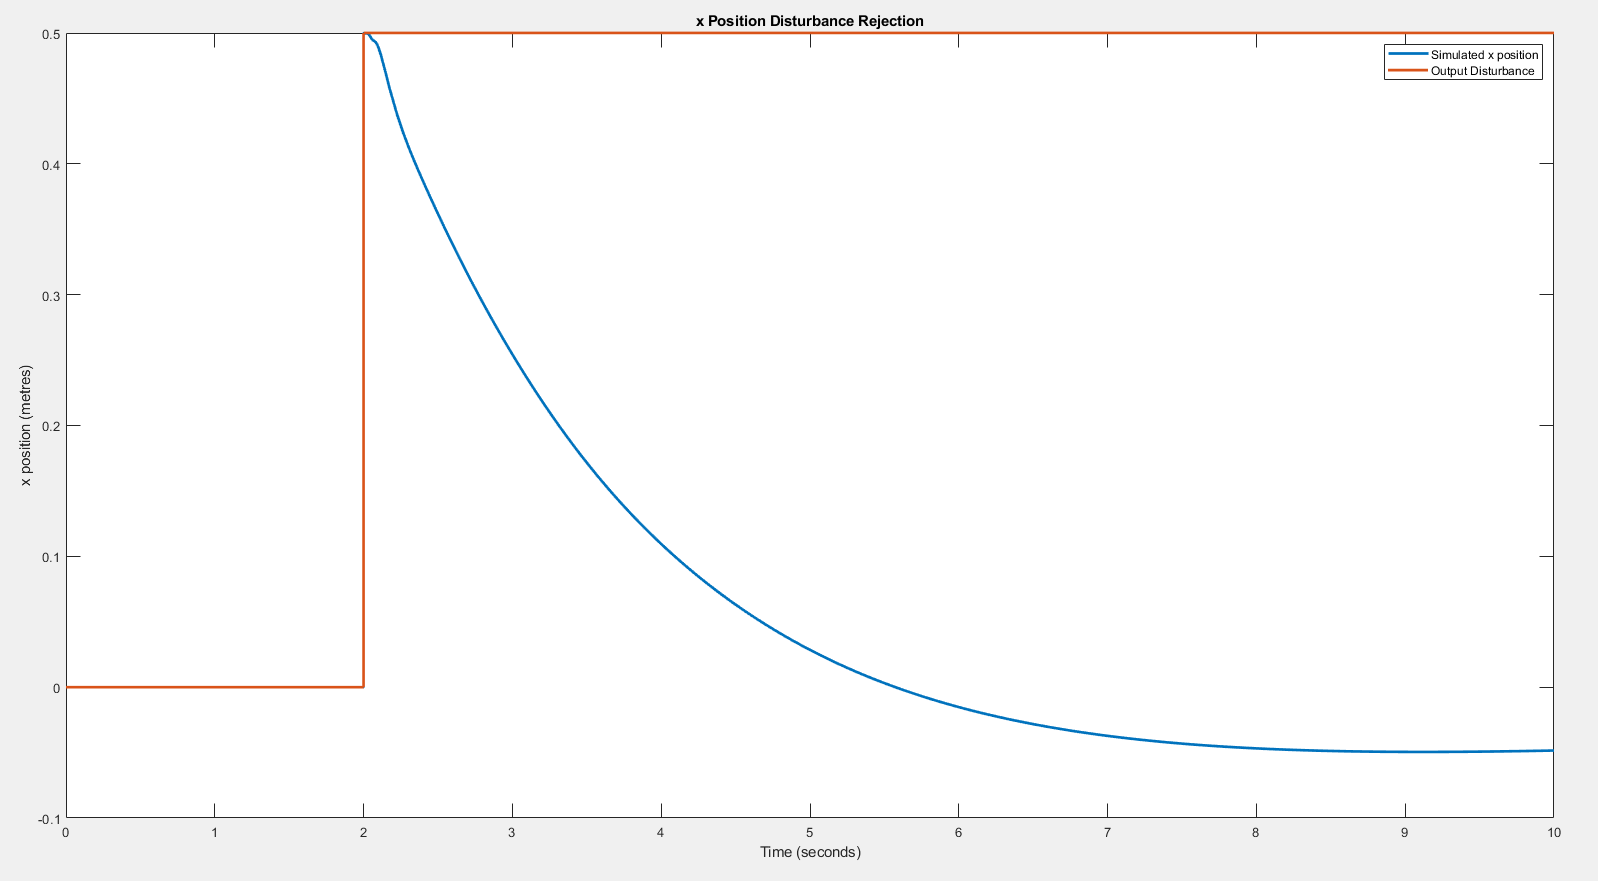 x Position Disturbance Rejection
Simulated x position
Output Disturbance
0.5
0.4
0.3
0.2
0.1
0
-0.1
x position (metres)
0 1 2 3 4 5 6 7 8 9 10
Time (seconds)